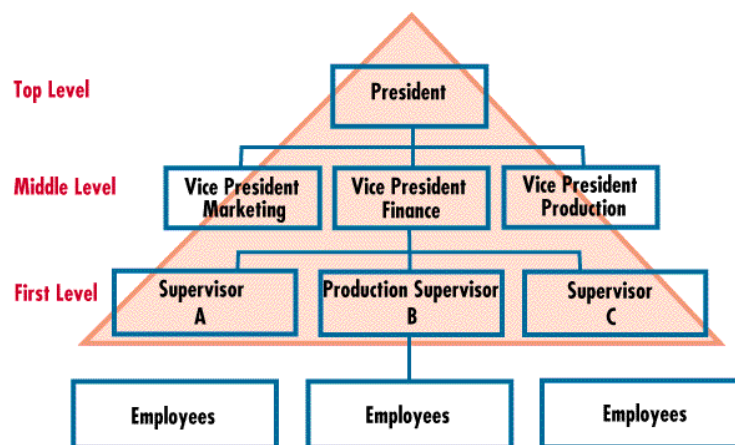 Top Level
President
Middle Level
Vice President
Marketing
Vice President
Finance
Vice President
Production
First Level
Supervisor
A
Production Supervisor
B
Supervisor
C
Employees
Employees
Employees